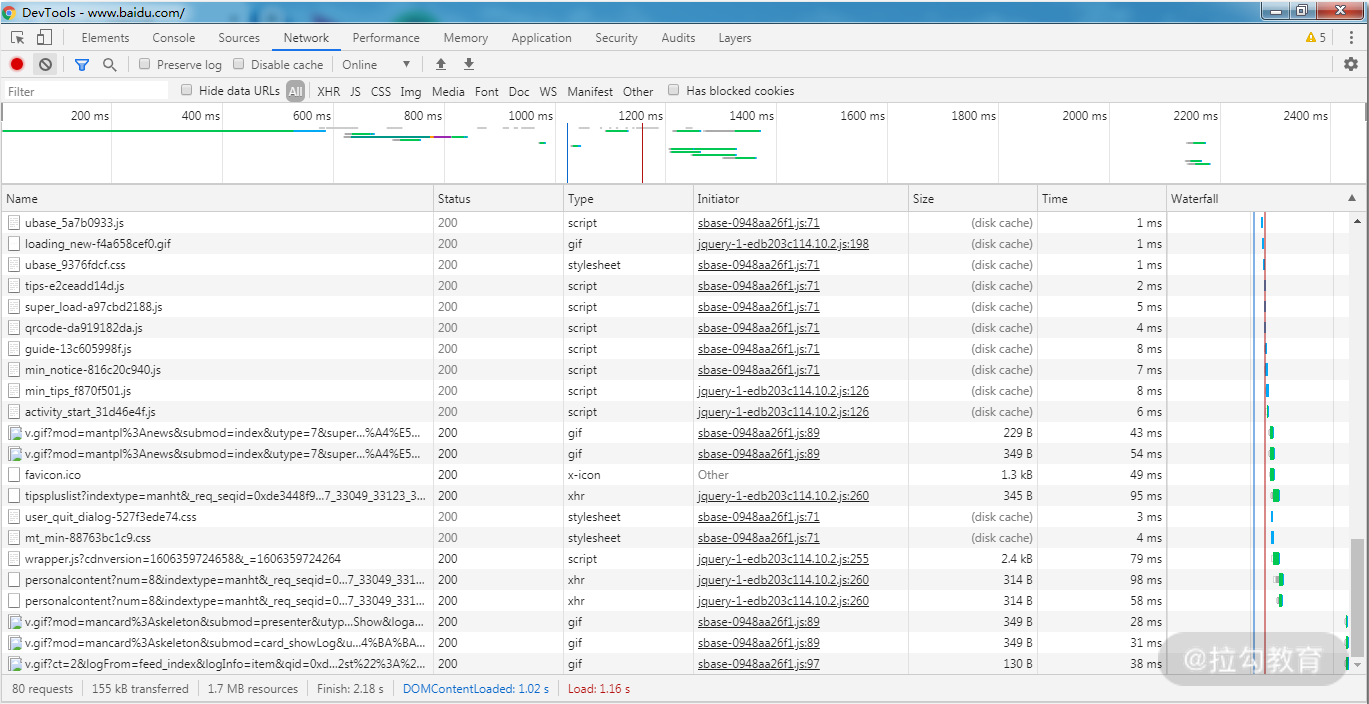 DevTools - www.baidu.com/
Elements Console Sources Network Performance Memory Application Security Audits Layers 5
Preserve log Disable cache Online
Filter Hide data URLs All XHR JS CSS Img Media Font Doc WS Manifest Other Has blocked cookies
200 ms 400 ms 600 ms 800 ms 1000 ms 1200 ms 1400 ms 1600 ms 1800 ms 2000 ms 2200 ms 2400 ms
Name Status Type Initiator Size Time Waterfall
ubase_5a7b0933.js 200 script sbase-0948aa26f1.js:71 (disk cache) 1 ms
loading_new-f4a658cef0.gif 200 gif jquery-1-edb203c114.10.2.js:198 (disk cache) 1 ms
ubase_9376fdcf.css 200 stylesheet sbase-0948aa26f1.js:71 (disk cache) 1 ms
tips-e2ceadd14d.js 200 script sbase-0948aa26f1.js:71 (disk cache) 2 ms
super_load-a97cbd2188.js 200 script sbase-0948aa26f1.js:71 (disk cache) 5 ms
qrcode-da919182da.js 200 script sbase-0948aa26f1.js:71 (disk cache) 4 ms
guide-13c605998f.js 200 script sbase-0948aa26f1.js:71 (disk cache) 8 ms
min_notice-816c20c940.js 200 script sbase-0948aa26f1.js:71 (disk cache) 7 ms
min_tips_f870f501.js 200 script jquery-1-edb203c114.10.2.js:126 (disk cache) 8 ms
activity_start_31d46e4f.js 200 script jquery-1-edb203c114.10.2.js:126 (disk cache) 6 ms
v.gif?mod=mantpl%3Anews&submod=index&utype=7&super...%A4%E5... 200 gif sbase-0948aa26f1.js:89 229 B 43 ms
v.gif?mod=mantpl%3Anews&submod=index&utype=7&super...%A4%E5... 200 gif sbase-0948aa26f1.js:89 349 B 54 ms
favicon.ico 200 x-icon Other 1.3 kB 49 ms
tipspluslist?indextype=manht&_req_seqid=0xde3448f9...7_33049_33123_3... 200 xhr jquery-1-edb203c114.10.2.js:260 345 B 95 ms
user_quit_dialog-527f3ede74.css 200 stylesheet sbase-0948aa26f1.js:71 (disk cache) 3 ms
mt_min-88763bc1c9.css 200 stylesheet sbase-0948aa26f1.js:71 (disk cache) 4 ms
wrapper.js?cdnversion=1606359724658&_=1606359724264 200 script jquery-1-edb203c114.10.2.js:255 2.4 kB 79 ms
personalcontent?num=8&indextype=manht&_req_seqid=0...7_33049_331... 200 xhr jquery-1-edb203c114.10.2.js:260 314 B 98 ms
personalcontent?num=8&indextype=manht&_req_seqid=0...7_33049_331... 200 xhr jquery-1-edb203c114.10.2.js:260 314 B 58 ms
v.gif?mod=mancard%3Askeleton&submod=presenter&utyp...Show&loga... 200 gif sbase-0948aa26f1.js:89 349 B 28 ms
v.gif?mod=mancard%3Askeleton&submod=card_showLog&u...4%BA%BA... 200 gif sbase-0948aa26f1.js:89 349 B 31 ms
v.gif?ct=2&logFrom=feed_index&logInfo=item&qid=0xd...2st%22%3A%2... 200 gif sbase-0948aa26f1.js:97 130 B 38 ms
@拉勾教育
80 requests 155 kB transferred 1.7 MB resources Finish: 2.18 s DOMContentLoaded: 1.02 s Load: 1.16 s